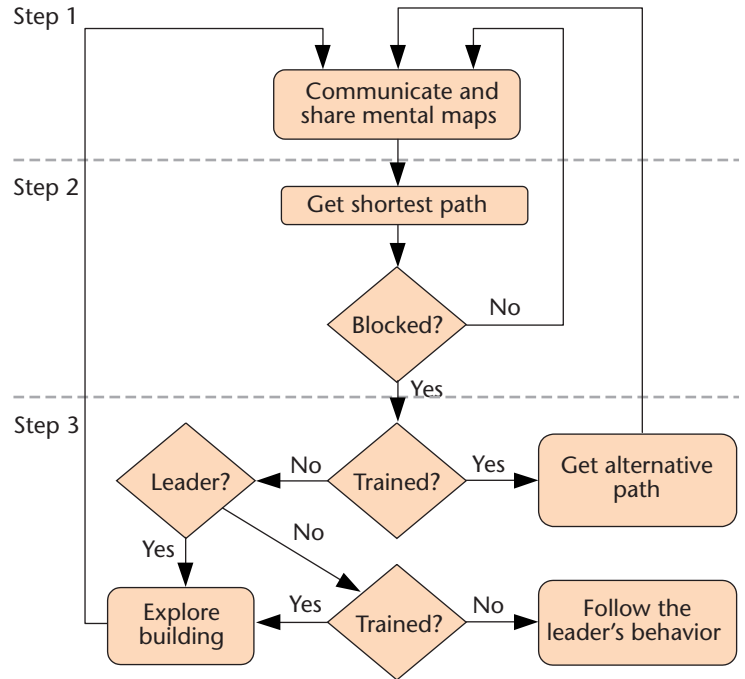 Step 1
Communicate and
share mental maps
Step 2
Get shortest path
Blocked?
No
Yes
Step 3
Leader?
No
Trained?
Yes
Get alternative
path
No
Yes
Explore
building
Yes
Trained?
No
Follow the
leader's behavior